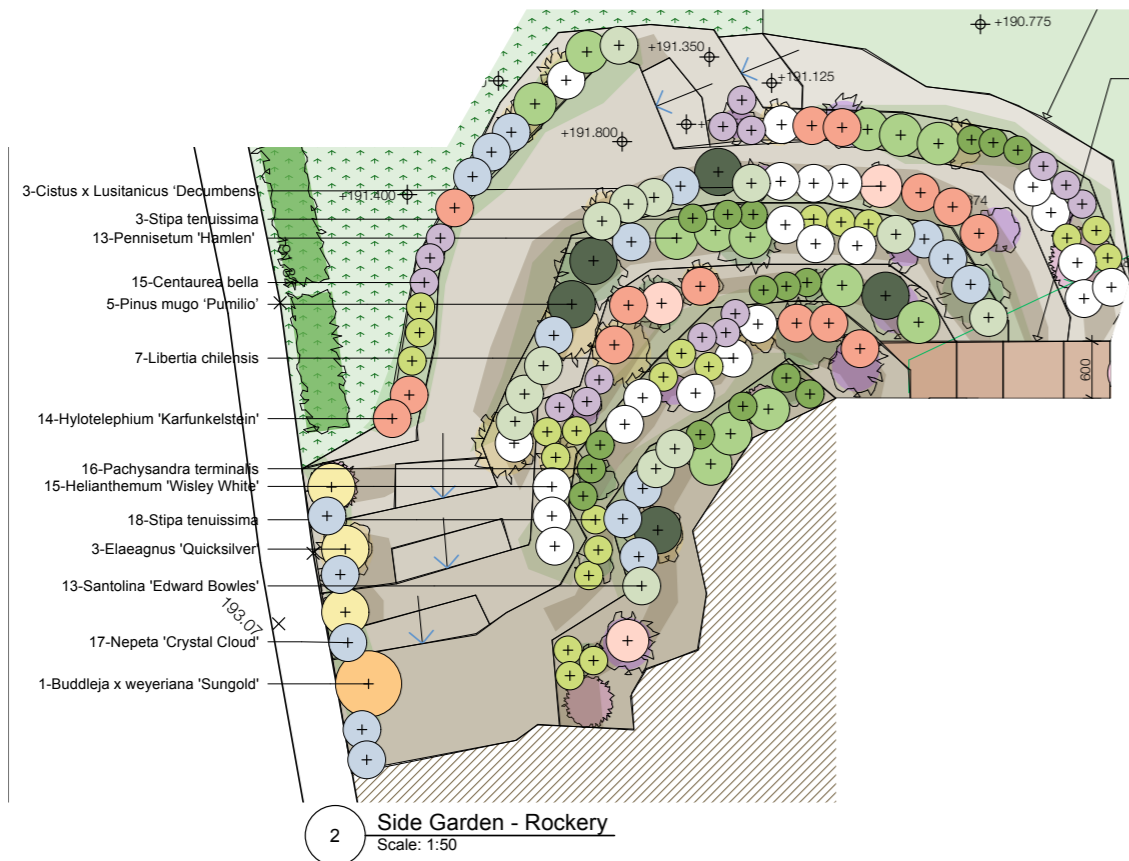 +190.775
+191.350
+191.125
+191.800
+191.400
3-Cistus x Lusitanicus 'Decumbens
3-Stipa tenuissima
13-Pennisetum 'Hamlen'
15-Centaurea bella
5-Pinus mugo 'Pumilio'
7-Libertia chilensis
600
14-Hylotelephium 'Karfunkelstein'
16-Pachysandra terminalis
15-Helianthemum 'Wisley White'
18-Stipa tenuissima
3-Elaeagnus 'Quicksilver'
13-Santolina 'Edward Bowles'
193.07
17-Nepeta 'Crystal Cloud'
1-Buddleja x weyeriana 'Sungold'
2
Side Garden - Rockery
Scale: 1:50